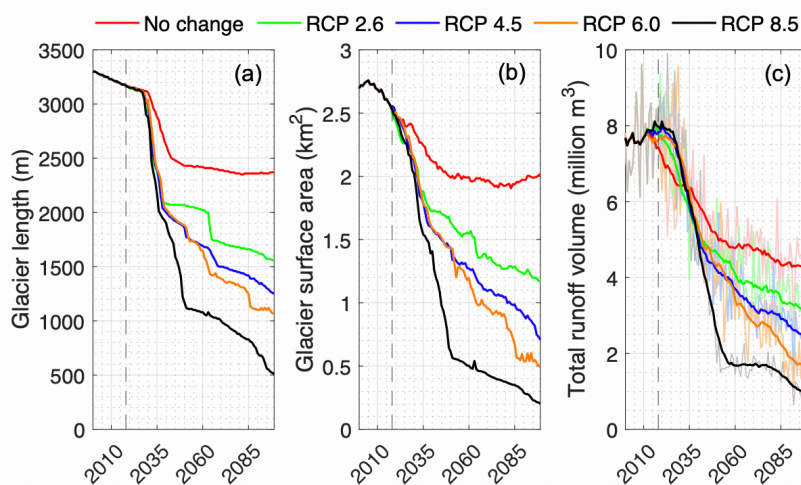 No change RCP 2.6 RCP 4.5 RCP 6.0 RCP 8.5
(a)
Glacier length (m)
3500
3000
2500
2000
1500
1000
500
0
2010 2035 2060 2085
(b)
Glacier surface area (km²)
3
2.5
2
1.5
1
0.5
0
2010 2035 2060 2085
(c)
Total runoff volume (million m³)
10
8
6
4
2
0
2010 2035 2060 2085